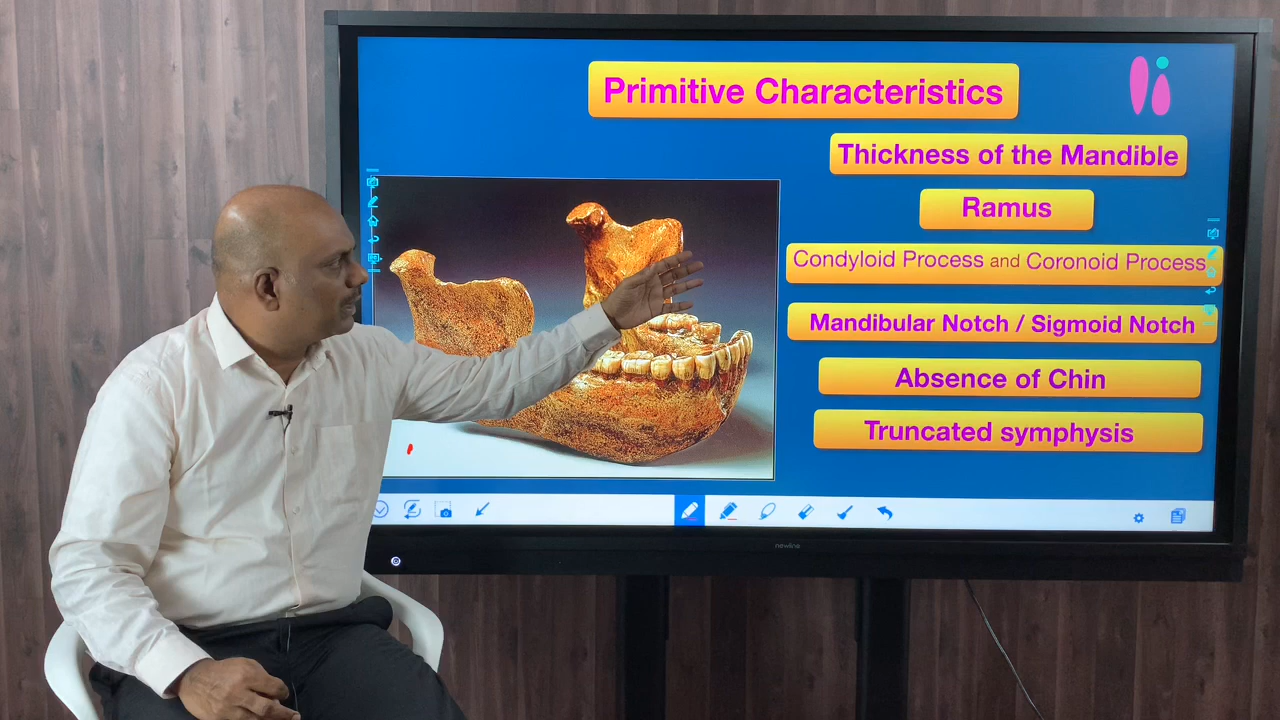 Primitive Characteristics
Thickness of the Mandible
Ramus
Condyloid Process and Coronoid Process
Mandibular Notch / Sigmoid Notch
Absence of Chin
Truncated symphysis
newline